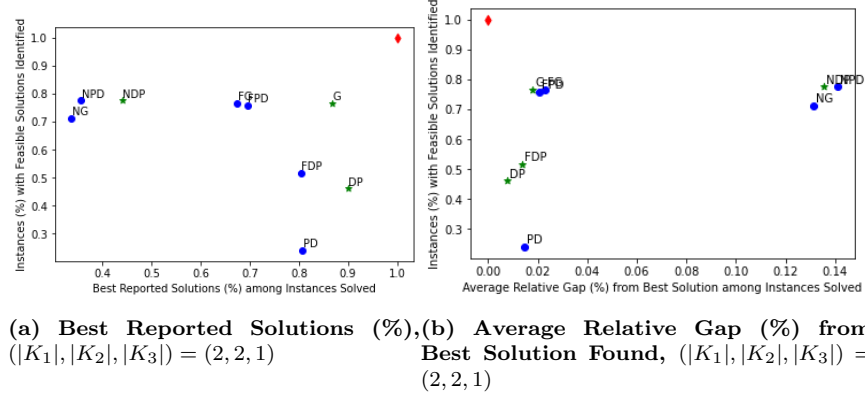 1.0
0.9
0.8
0.7
0.6
0.5
0.4
0.3
Instances (%) with Feasible Solutions Identified
NPD
NDP
NG
FG
FPD
G
FDP
DP
PD
0.4 0.5 0.6 0.7 0.8 0.9 1.0
Best Reported Solutions (%) among Instances Solved
1.0
0.9
0.8
0.7
0.6
0.5
0.4
0.3
Instances (%) with Feasible Solutions Identified
G
FG
FPD
NDP
NPD
NG
FDP
DP
PD
0.00 0.02 0.04 0.06 0.08 0.10 0.12 0.14
Average Relative Gap (%) from Best Solution among Instances Solved
(a) Best Reported Solutions (%),
(|K₁|, |K₂|, |K₃|) = (2, 2, 1)
(b) Average Relative Gap (%) from
Best Solution Found, (|K₁|, |K₂|, |K₃|) =
(2, 2, 1)